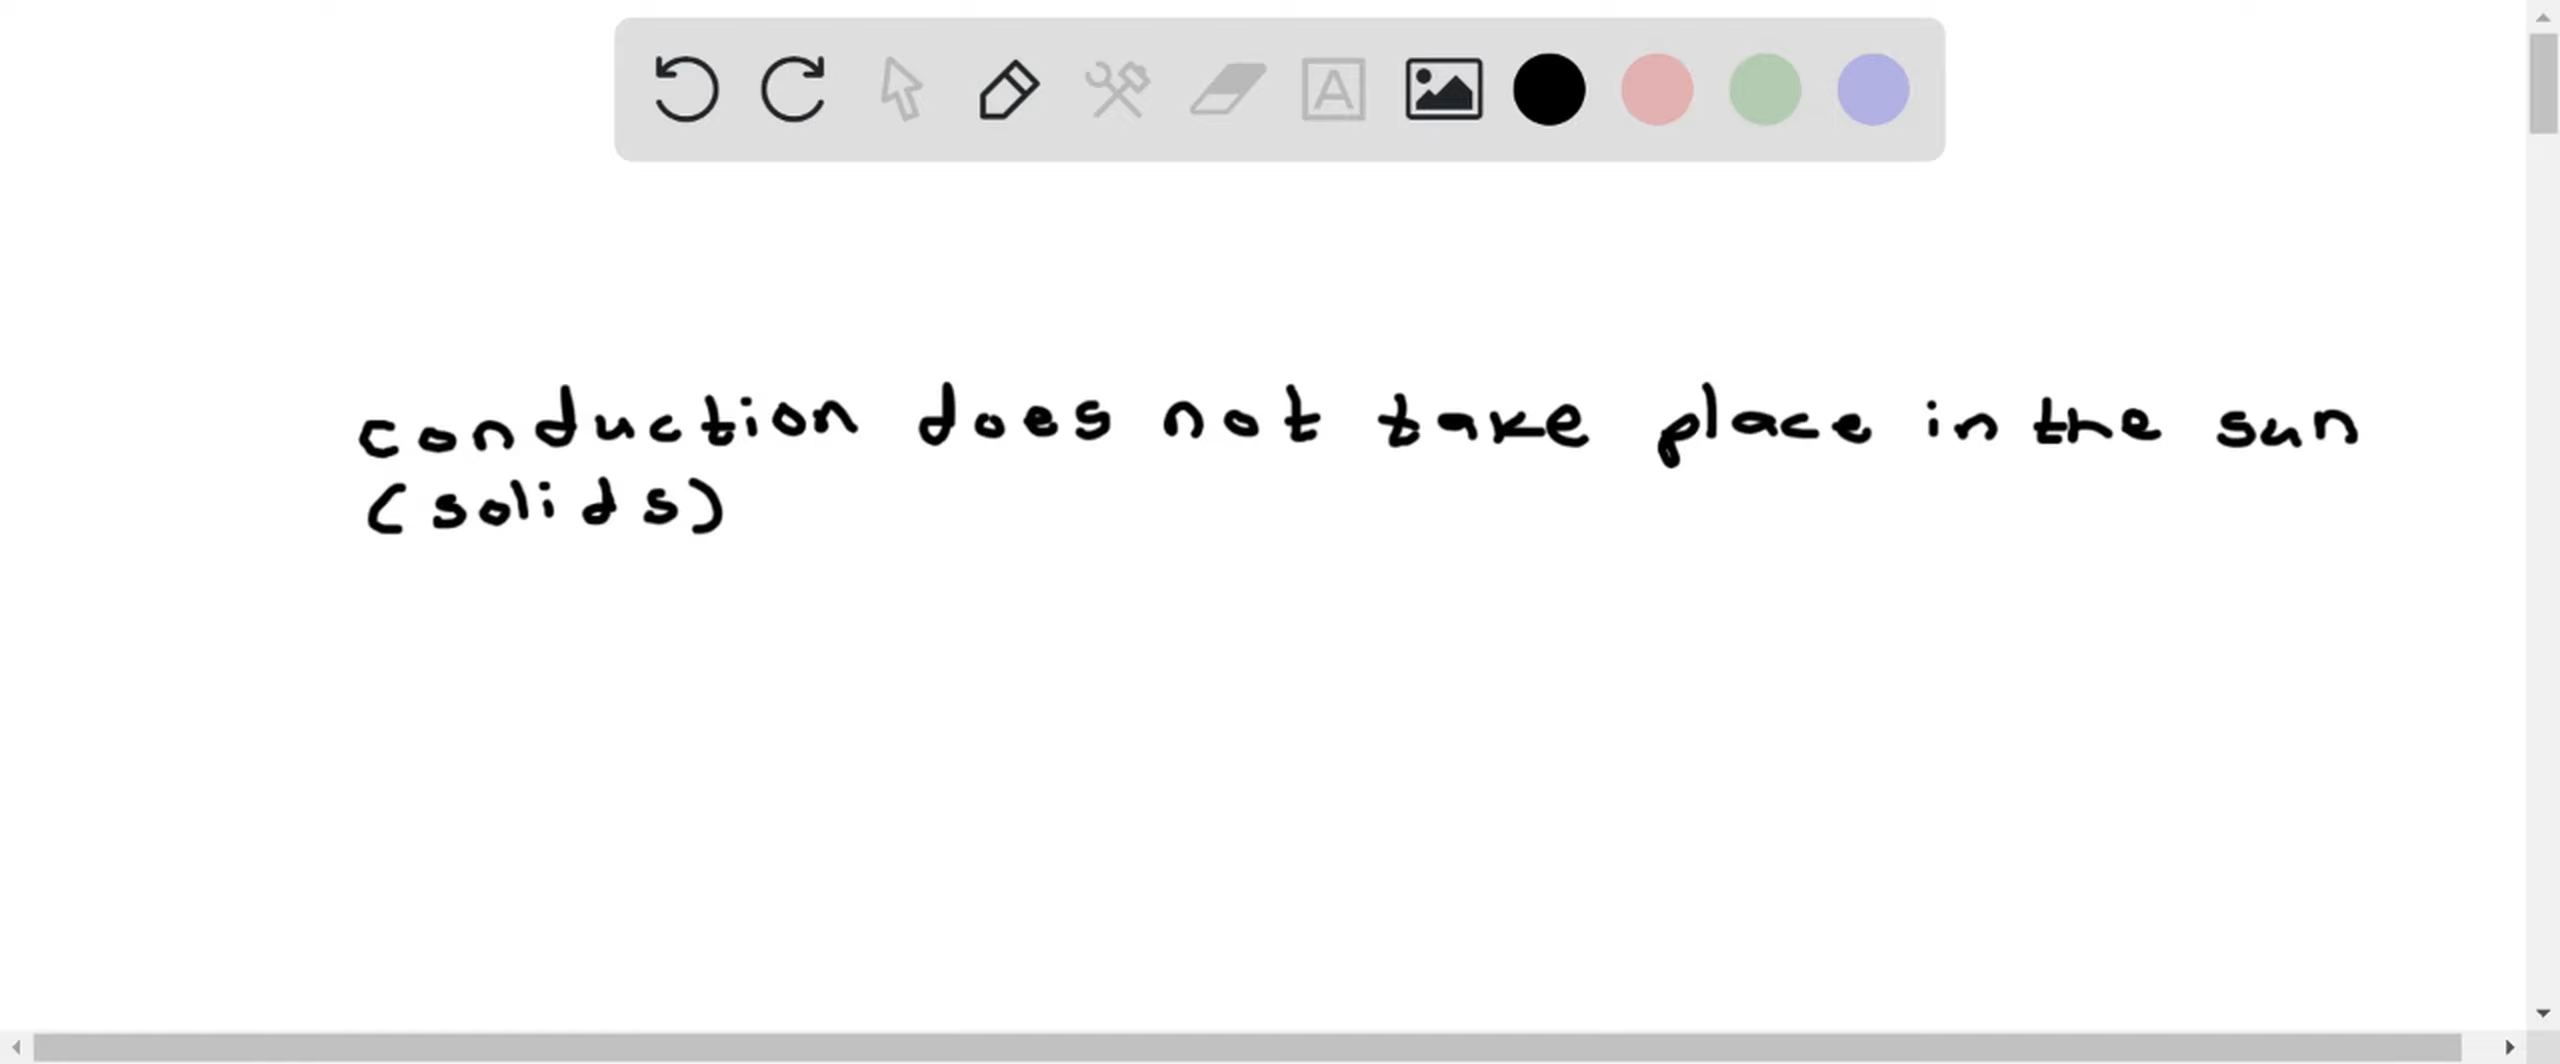 conduction does not take place in the sun
(solids)